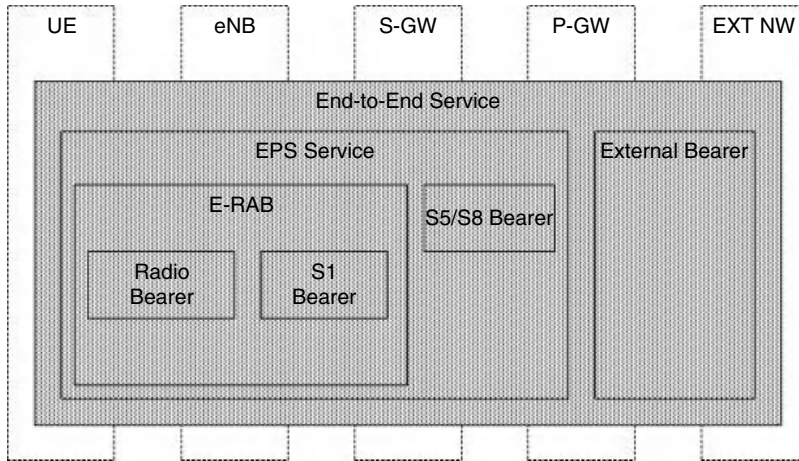 UE eNB S-GW P-GW EXT NW
End-to-End Service
EPS Service
External Bearer
E-RAB
S5/S8 Bearer
Radio
Bearer
S1
Bearer